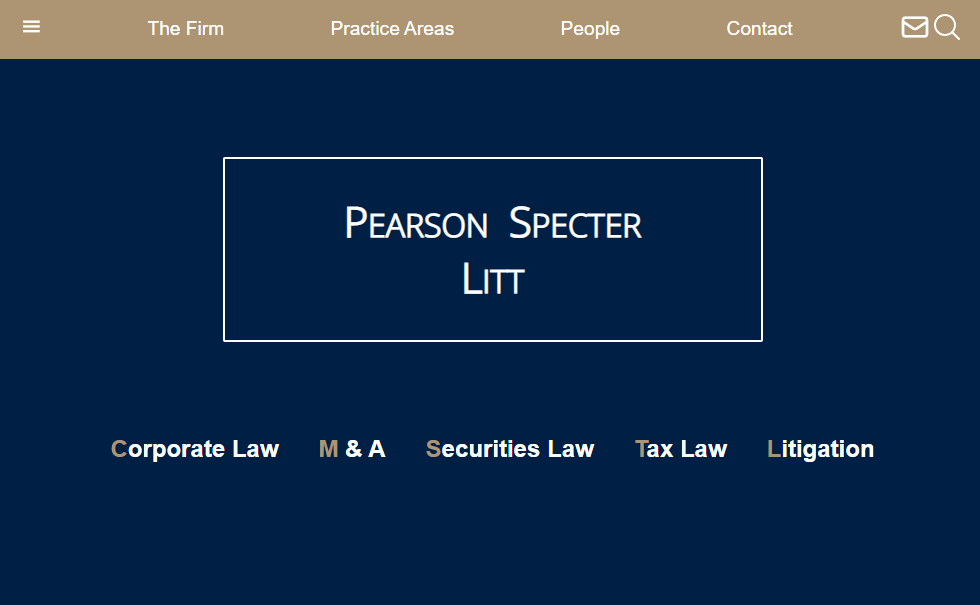 The Firm Practice Areas People Contact
Pearson Specter
Litt
Corporate Law M & A Securities Law Tax Law Litigation